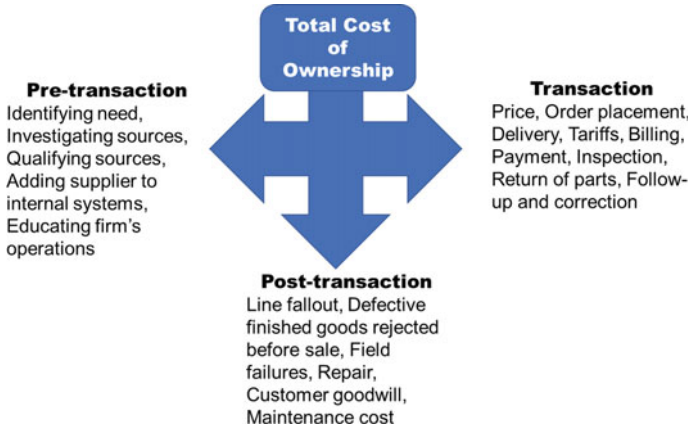 Total Cost
of
Ownership
Pre-transaction
Identifying need,
Investigating sources,
Qualifying sources,
Adding supplier to
internal systems,
Educating firm's
operations
Transaction
Price, Order placement,
Delivery, Tariffs, Billing,
Payment, Inspection,
Return of parts, Follow-
up and correction
Post-transaction
Line fallout, Defective
finished goods rejected
before sale, Field
failures, Repair,
Customer goodwill,
Maintenance cost